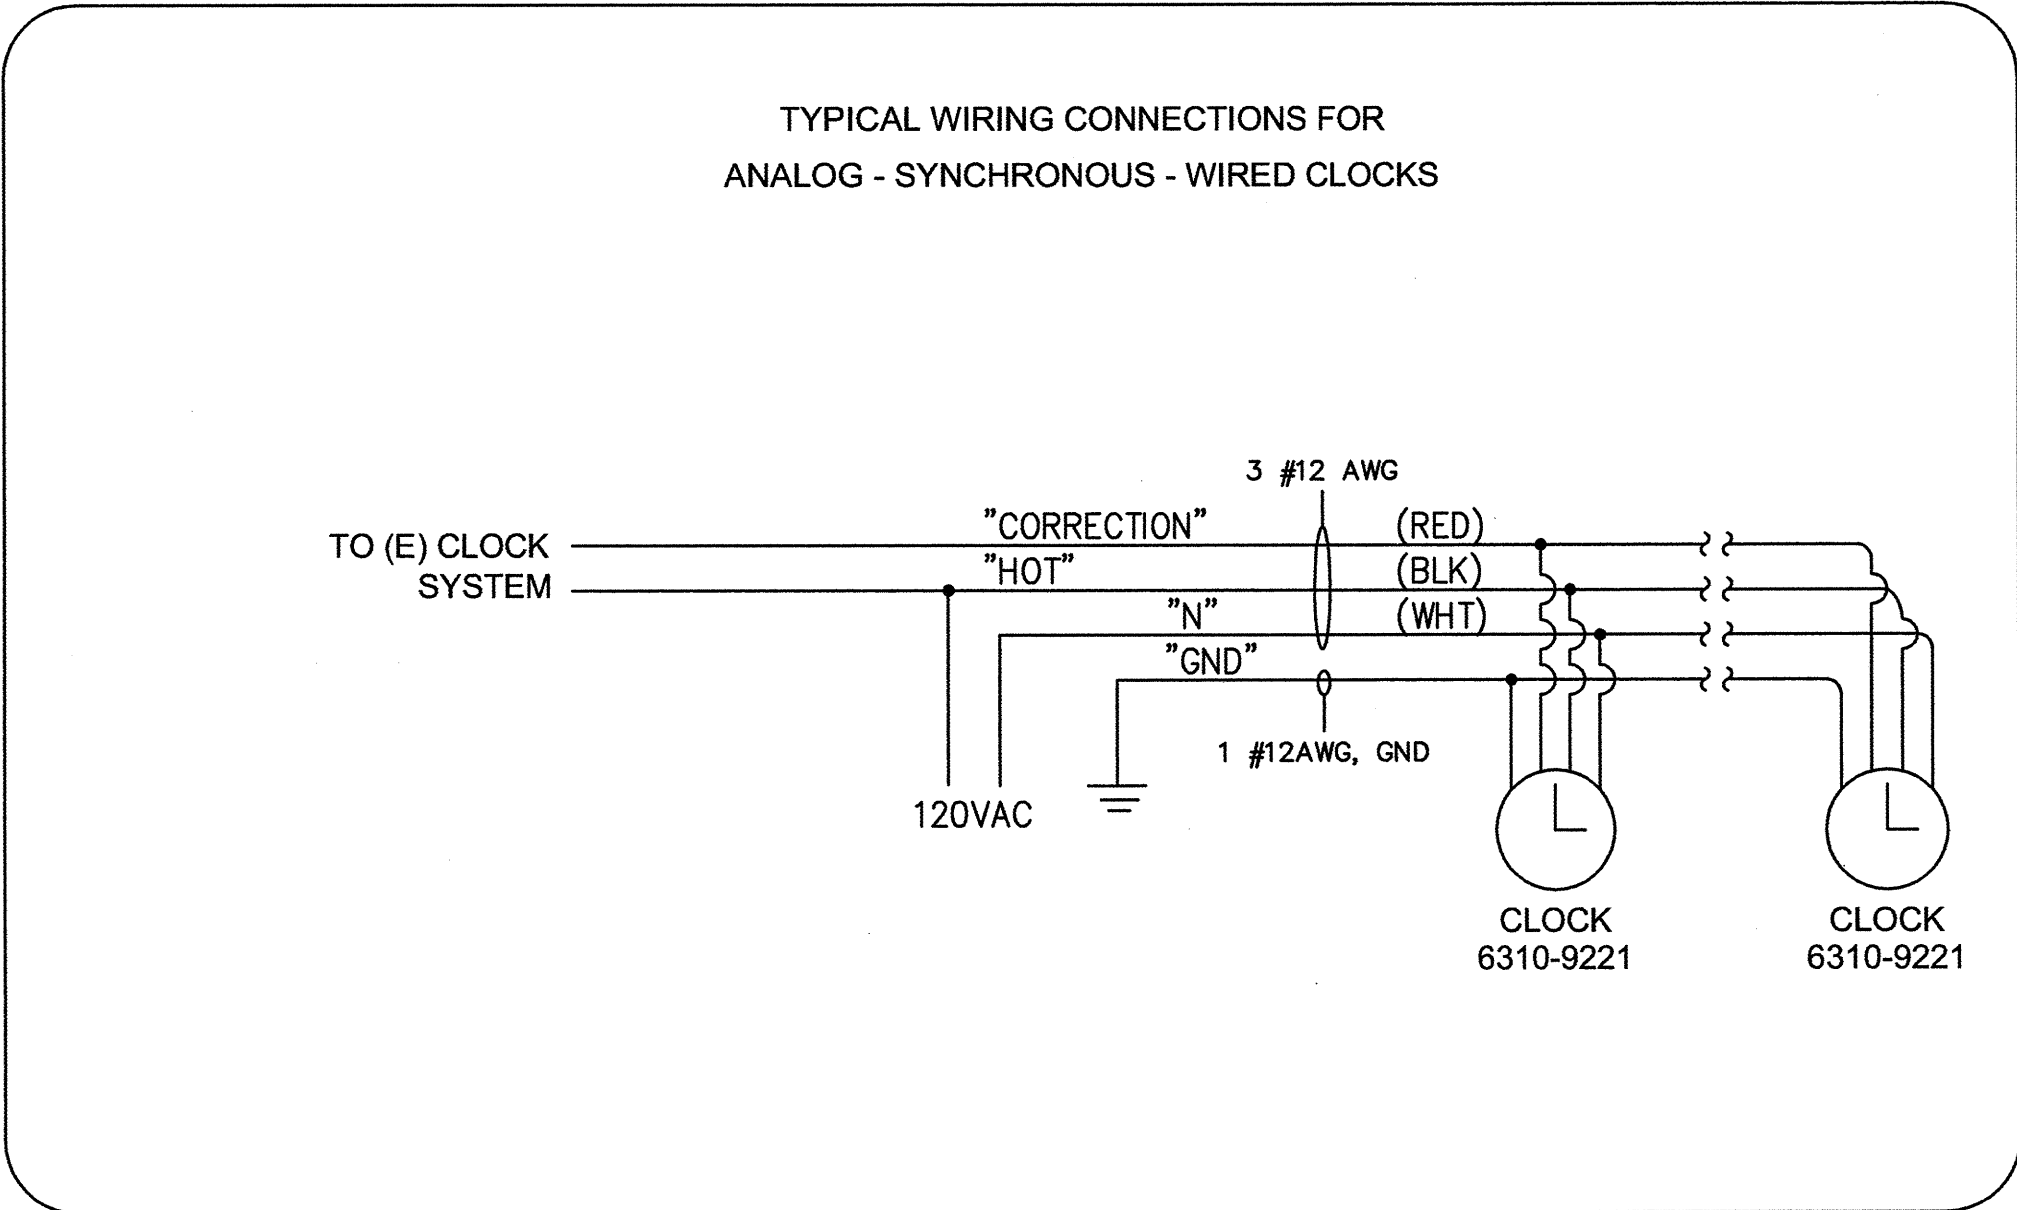 TYPICAL WIRING CONNECTIONS FOR
ANALOG - SYNCHRONOUS - WIRED CLOCKS
3 #12 AWG
TO (E) CLOCK
SYSTEM
"CORRECTION" (RED)
"HOT" (BLK)
"N" (WHT)
"GND"
1 #12AWG, GND
120VAC
CLOCK
6310-9221
CLOCK
6310-9221